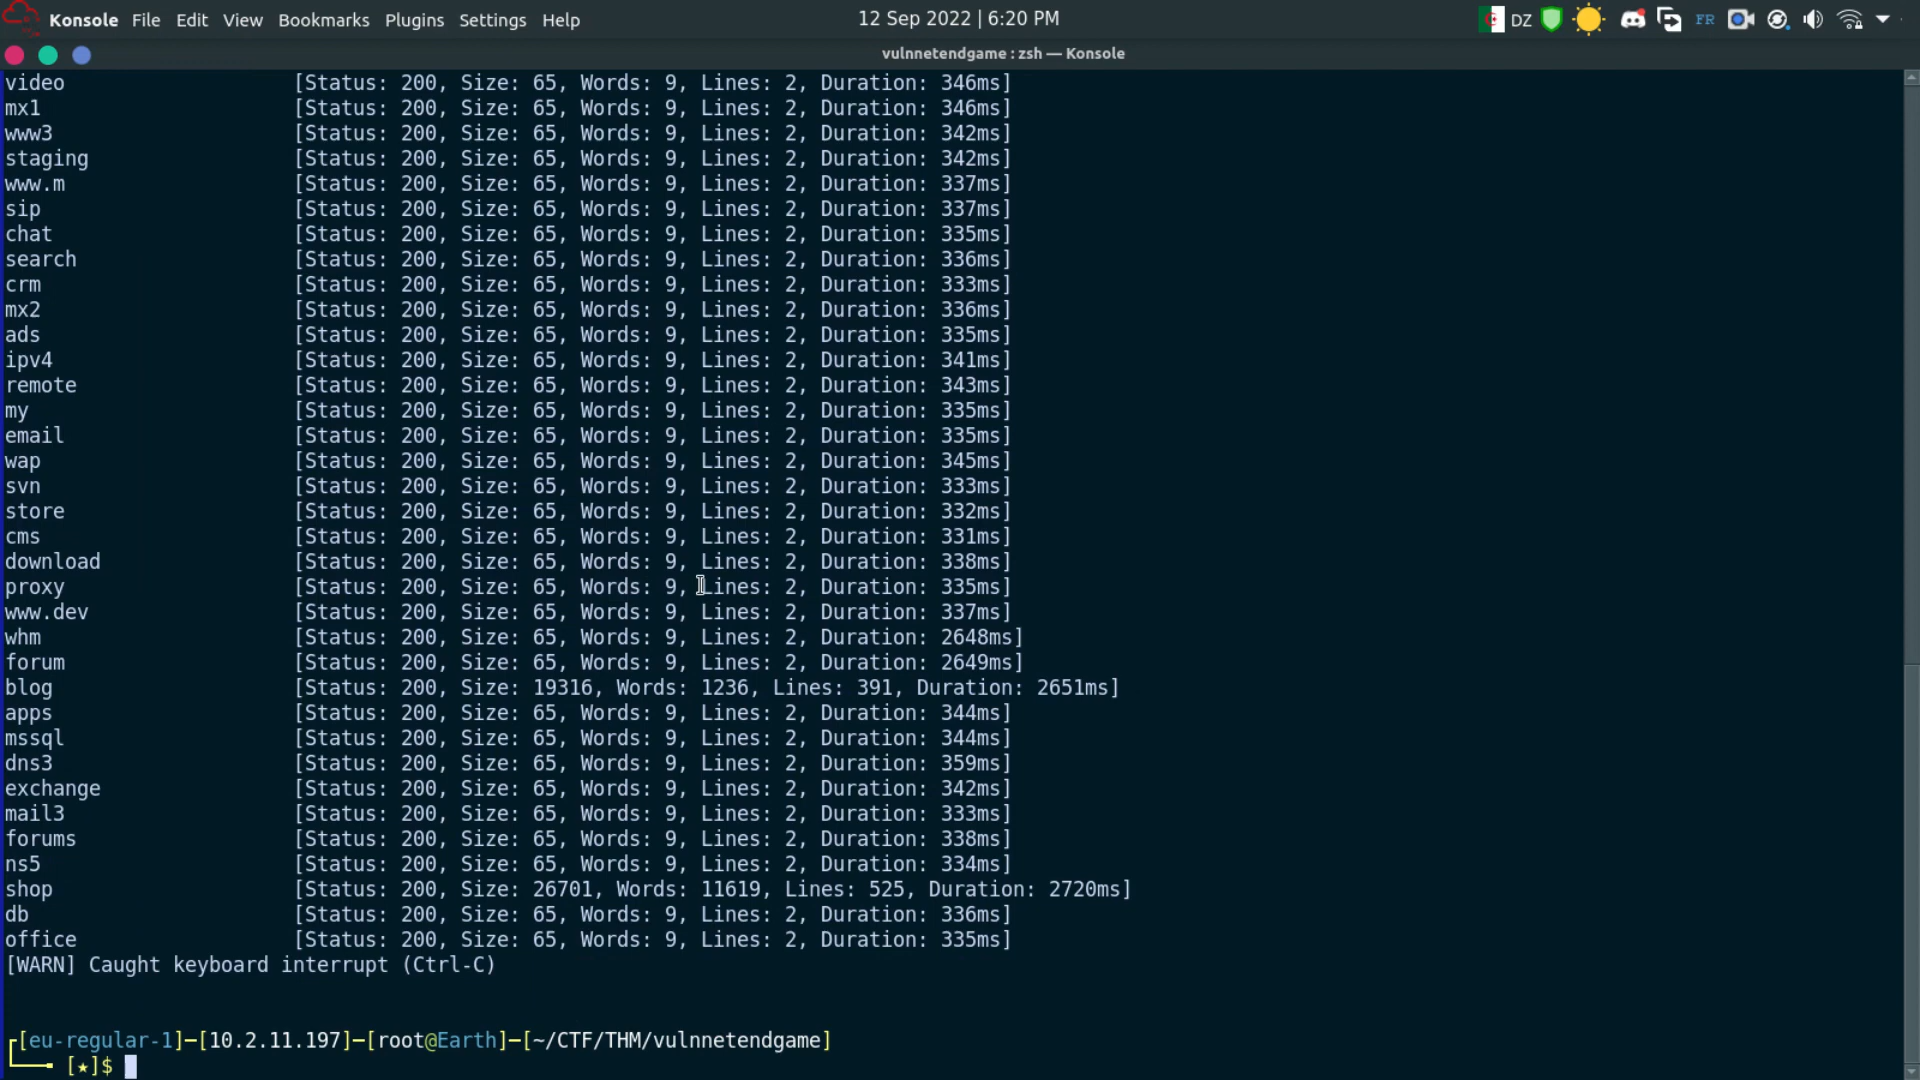 Konsole File Edit View Bookmarks Plugins Settings Help 12 Sep 2022 | 6:20 PM DZ FR
vulnnetendgame : zsh — Konsole
video [Status: 200, Size: 65, Words: 9, Lines: 2, Duration: 346ms]
mx1 [Status: 200, Size: 65, Words: 9, Lines: 2, Duration: 346ms]
www3 [Status: 200, Size: 65, Words: 9, Lines: 2, Duration: 342ms]
staging [Status: 200, Size: 65, Words: 9, Lines: 2, Duration: 342ms]
www.m [Status: 200, Size: 65, Words: 9, Lines: 2, Duration: 337ms]
sip [Status: 200, Size: 65, Words: 9, Lines: 2, Duration: 337ms]
chat [Status: 200, Size: 65, Words: 9, Lines: 2, Duration: 335ms]
search [Status: 200, Size: 65, Words: 9, Lines: 2, Duration: 336ms]
crm [Status: 200, Size: 65, Words: 9, Lines: 2, Duration: 333ms]
mx2 [Status: 200, Size: 65, Words: 9, Lines: 2, Duration: 336ms]
ads [Status: 200, Size: 65, Words: 9, Lines: 2, Duration: 335ms]
ipv4 [Status: 200, Size: 65, Words: 9, Lines: 2, Duration: 341ms]
remote [Status: 200, Size: 65, Words: 9, Lines: 2, Duration: 343ms]
my [Status: 200, Size: 65, Words: 9, Lines: 2, Duration: 335ms]
email [Status: 200, Size: 65, Words: 9, Lines: 2, Duration: 335ms]
wap [Status: 200, Size: 65, Words: 9, Lines: 2, Duration: 345ms]
svn [Status: 200, Size: 65, Words: 9, Lines: 2, Duration: 333ms]
store [Status: 200, Size: 65, Words: 9, Lines: 2, Duration: 332ms]
cms [Status: 200, Size: 65, Words: 9, Lines: 2, Duration: 331ms]
download [Status: 200, Size: 65, Words: 9, Lines: 2, Duration: 338ms]
proxy [Status: 200, Size: 65, Words: 9, Lines: 2, Duration: 335ms]
www.dev [Status: 200, Size: 65, Words: 9, Lines: 2, Duration: 337ms]
whm [Status: 200, Size: 65, Words: 9, Lines: 2, Duration: 2648ms]
forum [Status: 200, Size: 65, Words: 9, Lines: 2, Duration: 2649ms]
blog [Status: 200, Size: 19316, Words: 1236, Lines: 391, Duration: 2651ms]
apps [Status: 200, Size: 65, Words: 9, Lines: 2, Duration: 344ms]
mssql [Status: 200, Size: 65, Words: 9, Lines: 2, Duration: 344ms]
dns3 [Status: 200, Size: 65, Words: 9, Lines: 2, Duration: 359ms]
exchange [Status: 200, Size: 65, Words: 9, Lines: 2, Duration: 342ms]
mail3 [Status: 200, Size: 65, Words: 9, Lines: 2, Duration: 333ms]
forums [Status: 200, Size: 65, Words: 9, Lines: 2, Duration: 338ms]
ns5 [Status: 200, Size: 65, Words: 9, Lines: 2, Duration: 334ms]
shop [Status: 200, Size: 26701, Words: 11619, Lines: 525, Duration: 2720ms]
db [Status: 200, Size: 65, Words: 9, Lines: 2, Duration: 336ms]
office [Status: 200, Size: 65, Words: 9, Lines: 2, Duration: 335ms]
[WARN] Caught keyboard interrupt (Ctrl-C)
┌[eu-regular-1]─[10.2.11.197]─[root@Earth]─[~/CTF/THM/vulnnetendgame]
└──╼ [★]$